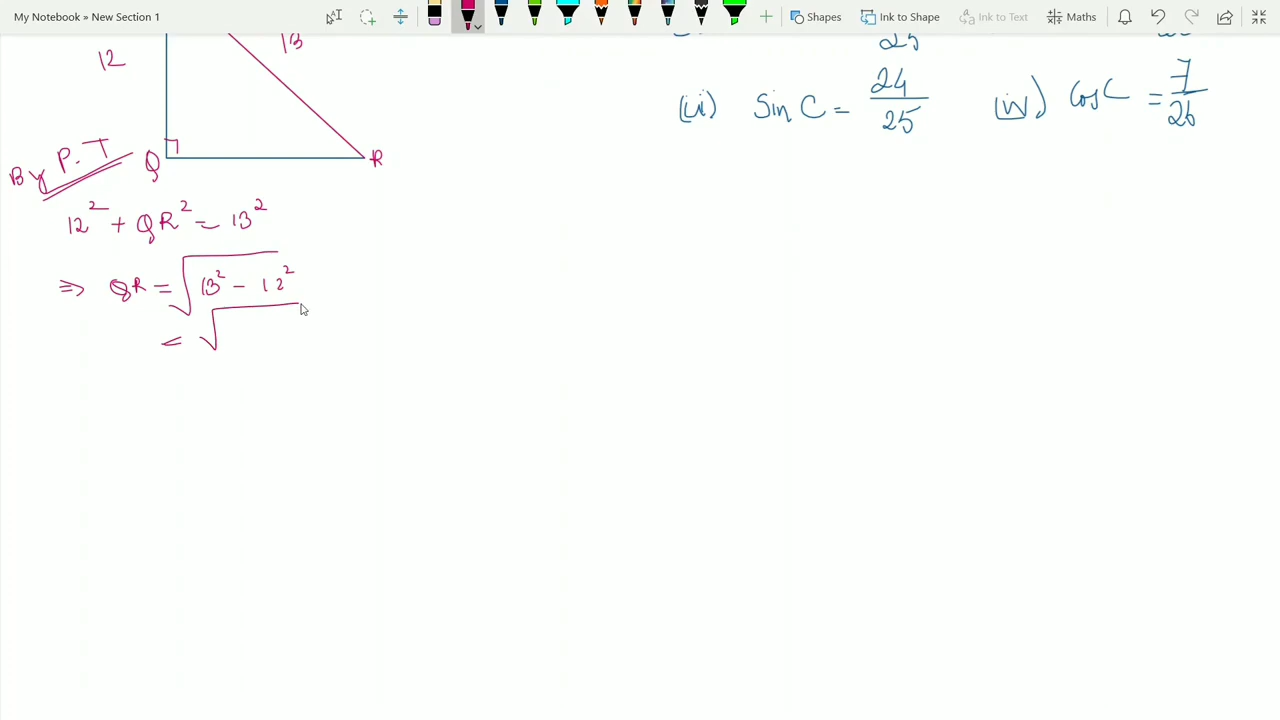 My Notebook » New Section 1
Shapes
Ink to Shape
Ink to Text
Maths
12
13
25
(iii) Sin C = 24/25
(iv) Cos C = 7/25
By P.T
Q
R
12² + QR² = 13²
⇒ QR = √13² - 12²
= √